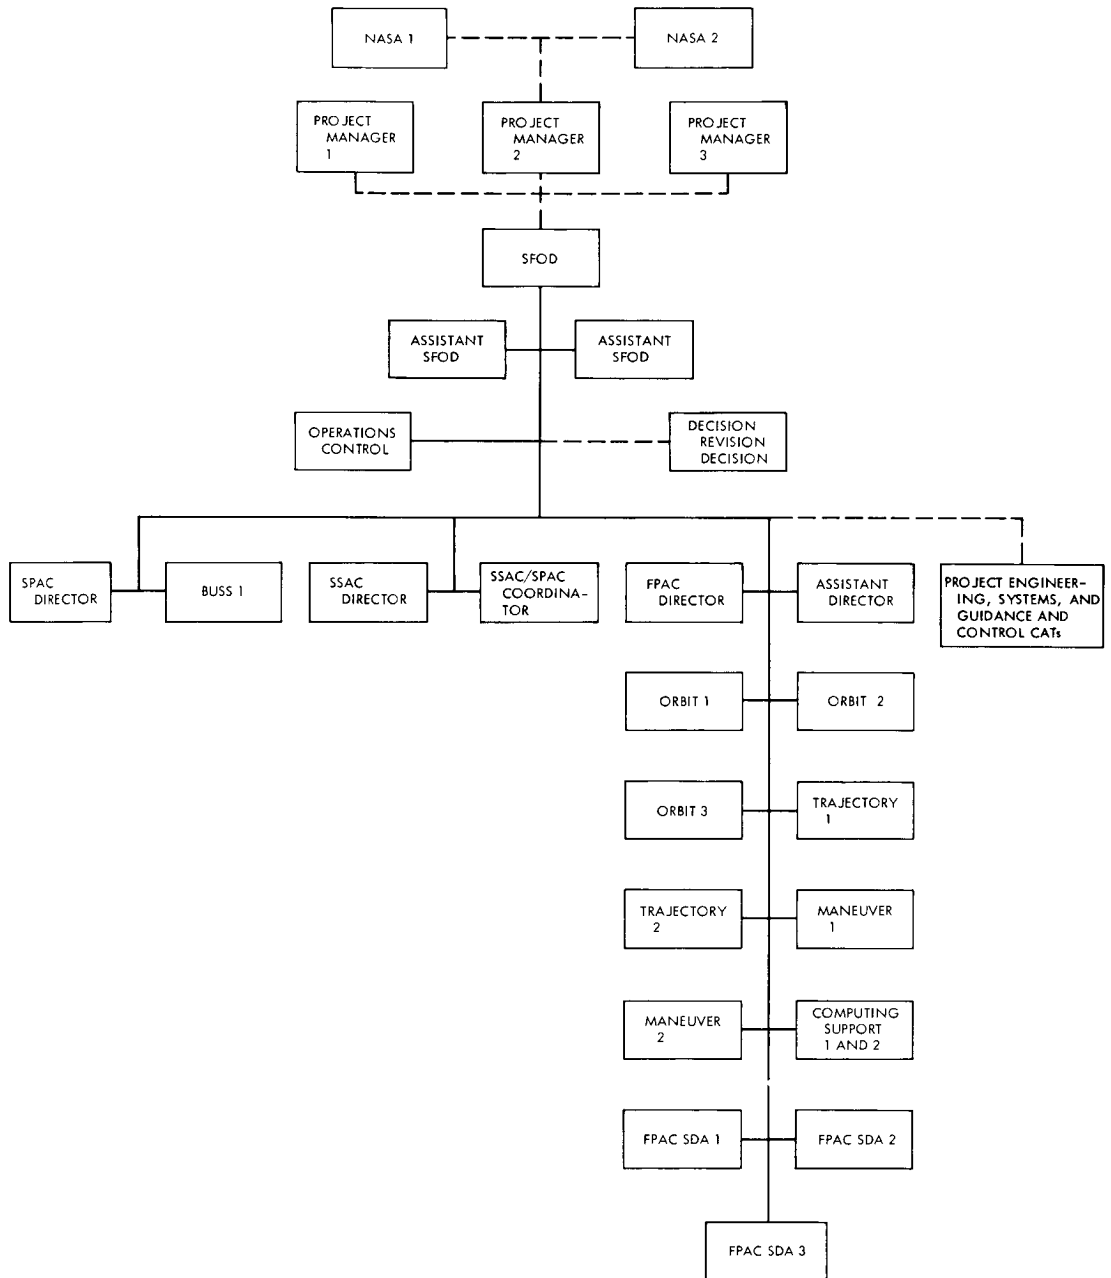 NASA 1
NASA 2
PROJECT
MANAGER
1
PROJECT
MANAGER
2
PROJECT
MANAGER
3
SFOD
ASSISTANT
SFOD
ASSISTANT
SFOD
OPERATIONS
CONTROL
DECISION
REVISION
DECISION
SPAC
DIRECTOR
BUSS 1
SSAC
DIRECTOR
SSAC/SPAC
COORDINA-
TOR
FPAC
DIRECTOR
ASSISTANT
DIRECTOR
PROJECT ENGINEER-
ING, SYSTEMS, AND
GUIDANCE AND
CONTROL CATs
ORBIT 1
ORBIT 2
ORBIT 3
TRAJECTORY
1
TRAJECTORY
2
MANEUVER
1
MANEUVER
2
COMPUTING
SUPPORT
1 AND 2
FPAC SDA 1
FPAC SDA 2
FPAC SDA 3